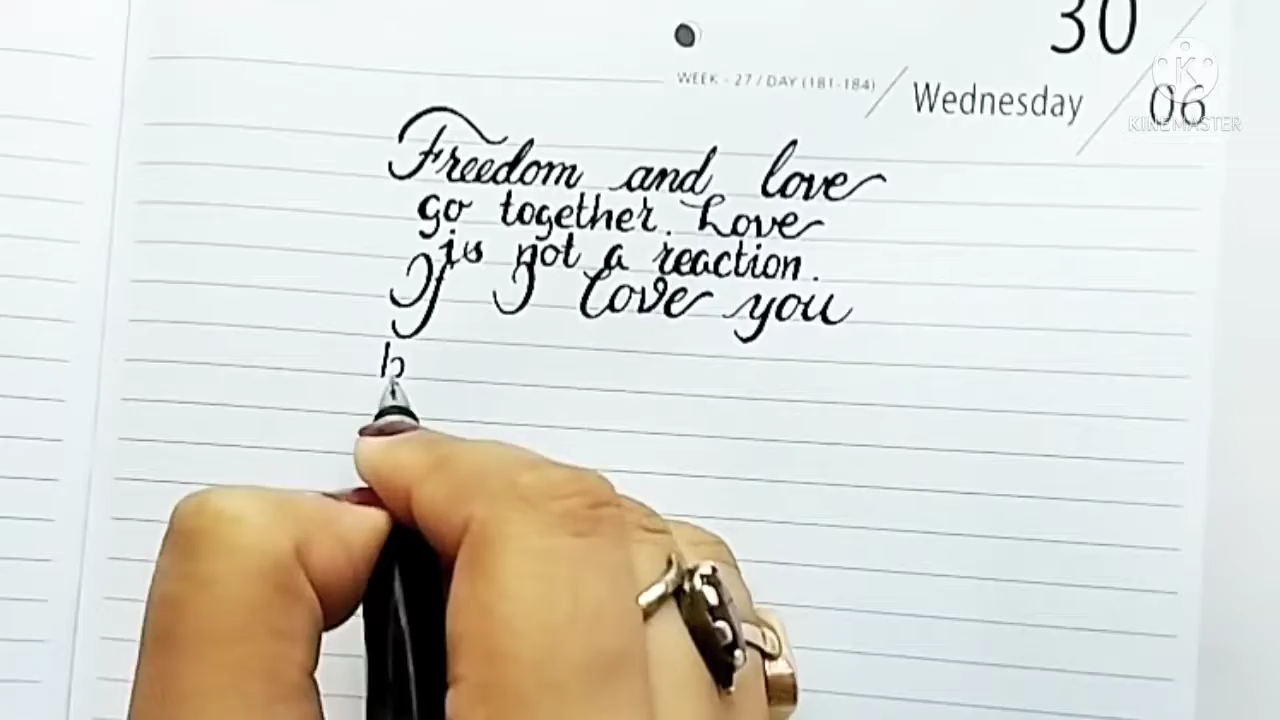 30
WEEK - 27 / DAY (181-184)
Wednesday
06
KINEMASTER
Freedom and love
go together. Love
is not a reaction.
If I love you
b